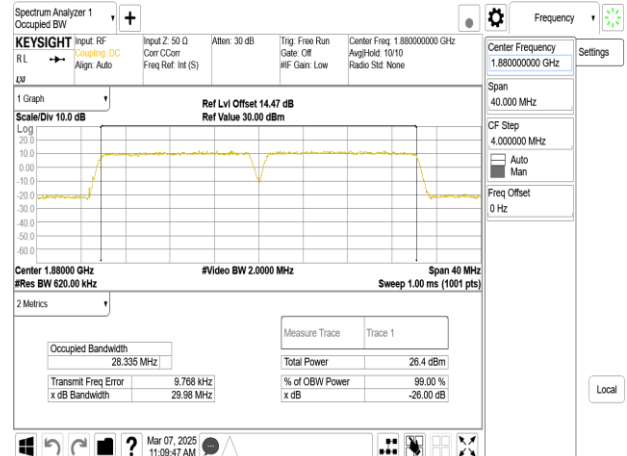 Spectrum Analyzer 1
Occupied BW
Frequency
KEYSIGHT
RL
LXI
Input: RF
Coupling: DC
Align: Auto
Input Z: 50 Ω
Corr CCorr
Freq Ref: Int (S)
Atten: 30 dB
Trig: Free Run
Gate: Off
#IF Gain: Low
Center Freq: 1.880000000 GHz
Avg|Hold: 10/10
Radio Std: None
Center Frequency
1.880000000 GHz
Settings
Span
40.000 MHz
CF Step
4.000000 MHz
Auto
Man
Freq Offset
0 Hz
Local
1 Graph
Scale/Div 10.0 dB
Ref Lvl Offset 14.47 dB
Ref Value 30.00 dBm
Log
20.0
10.0
0.00
-10.0
-20.0
-30.0
-40.0
-50.0
-60.0
Center 1.88000 GHz
#Video BW 2.0000 MHz
Span 40 MHz
#Res BW 620.00 kHz
Sweep 1.00 ms (1001 pts)
2 Metrics
Measure Trace Trace 1
Occupied Bandwidth
28.335 MHz
Total Power 26.4 dBm
Transmit Freq Error 9.768 kHz
% of OBW Power 99.00 %
x dB Bandwidth 29.98 MHz
x dB -26.00 dB
?
Mar 07, 2025
11:09:47 AM